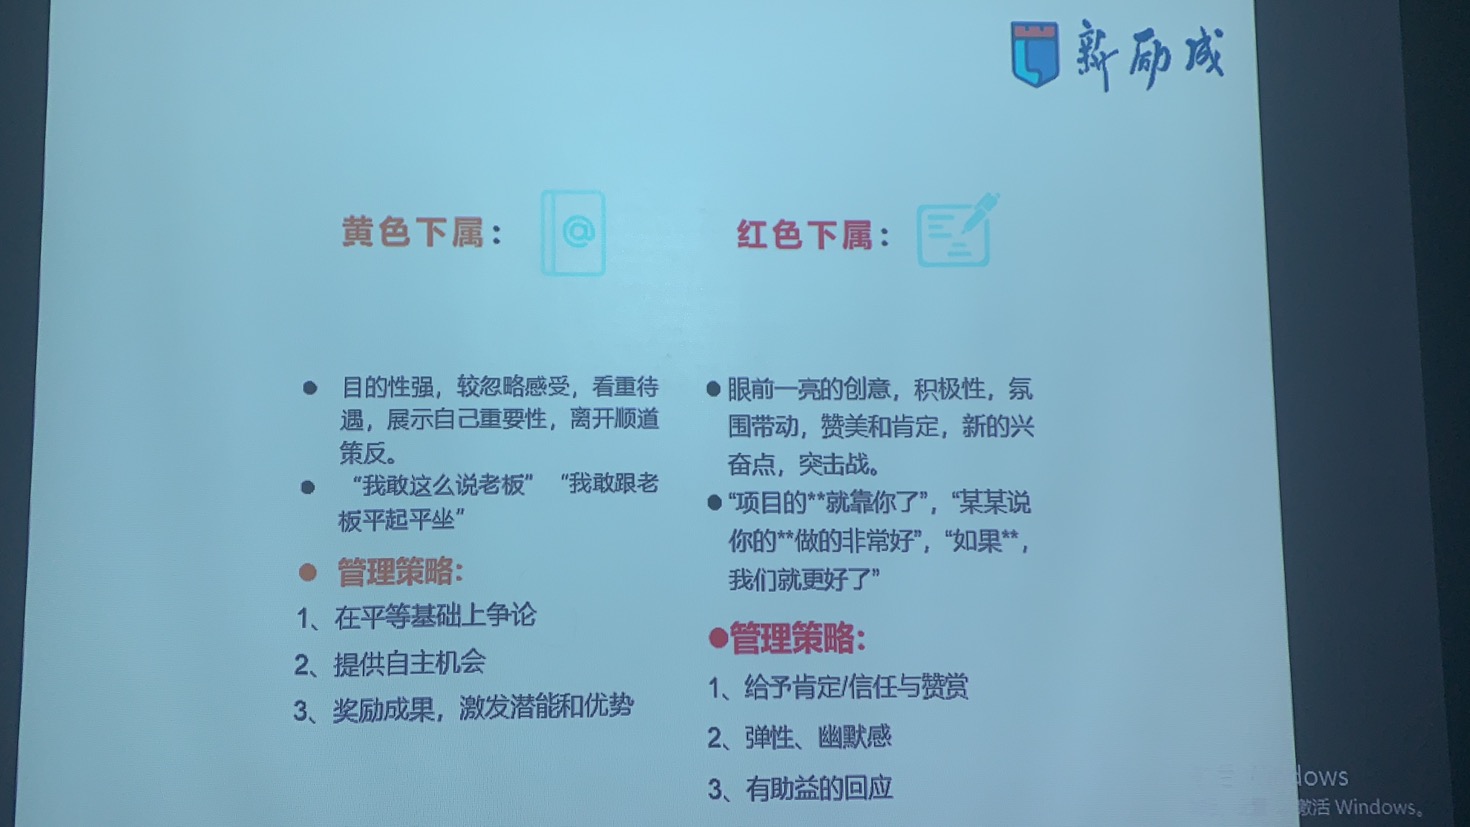 新励成
黄色下属：
目的性强，较忽略感受，看重待
遇，展示自己重要性，离开顺道
策反。
“我敢这么说老板” “我敢跟老
板平起平坐”
管理策略：
1、在平等基础上争论
2、提供自主机会
3、奖励成果，激发潜能和优势
红色下属：
眼前一亮的创意，积极性，氛
围带动，赞美和肯定，新的兴
奋点，突击战。
“项目的**就靠你了”，“某某说
你的**做的非常好”，“如果**，
我们就更好了”
管理策略：
1、给予肯定/信任与赞赏
2、弹性、幽默感
3、有助益的回应
dows
激活 Windows。